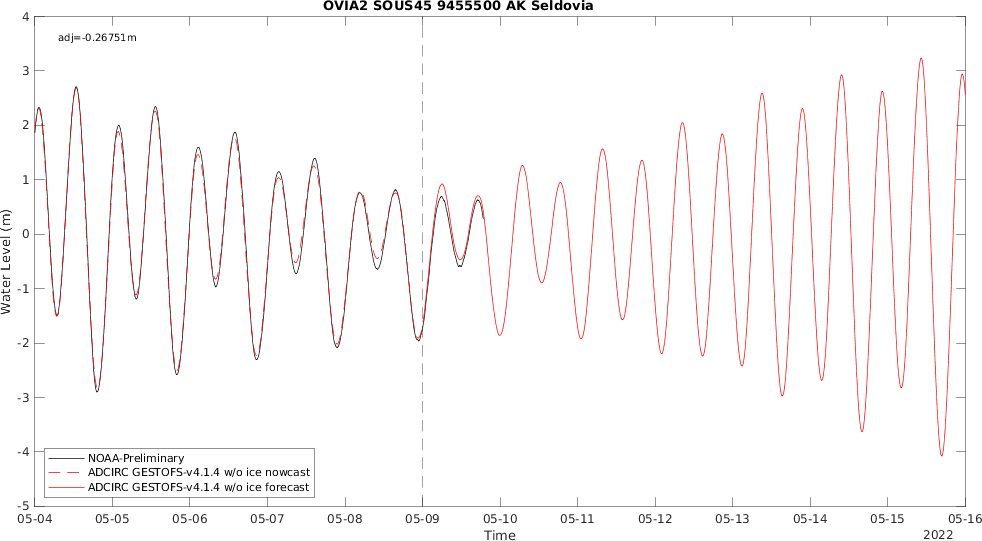 OVIA2 SOUS45 9455500 AK Seldovia
adj=-0.26751m
4
3
2
1
0
-1
-2
-3
-4
-5
Water Level (m)
NOAA-Preliminary
ADCIRC GESTOFS-v4.1.4 w/o ice nowcast
ADCIRC GESTOFS-v4.1.4 w/o ice forecast
05-04 05-05 05-06 05-07 05-08 05-09 05-10 05-11 05-12 05-13 05-14 05-15 05-16
Time
2022